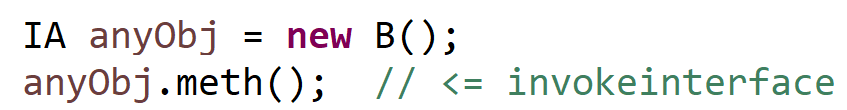 IA anyObj = new B();
anyObj.meth();  // <= invokeinterface